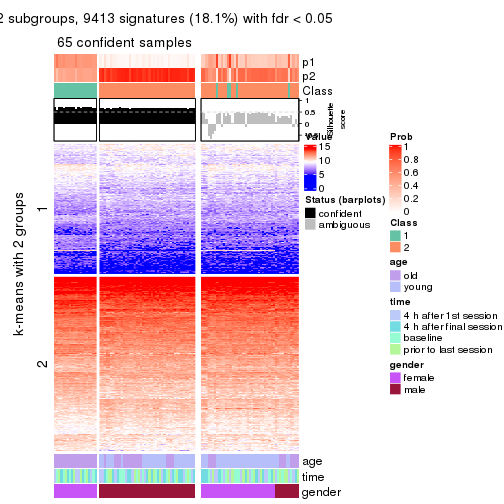 2 subgroups, 9413 signatures (18.1%) with fdr < 0.05
65 confident samples
p1
p2
Class
1
0.5
0
Silhouette
score
k-means with 2 groups
1
2
Value
15
10
5
0
Status (barplots)
confident
ambiguous
Prob
1
0.8
0.6
0.4
0.2
0
Class
1
2
age
old
young
time
4 h after 1st session
4 h after final session
baseline
prior to last session
gender
female
male
age
time
gender